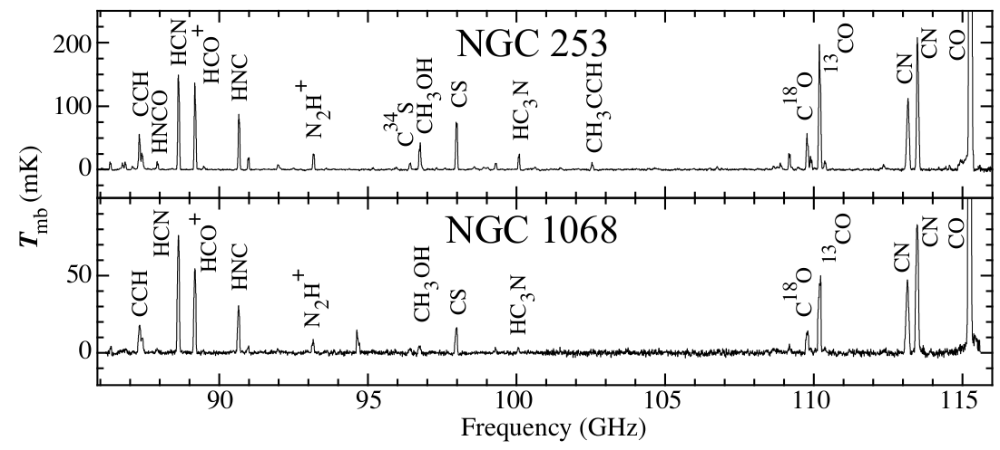 NGC 253
200
100
0
CCH
HNCO
HCN
HCO⁺
HNC
N₂H⁺
C³⁴S
CH₃OH
CS
HC₃N
CH₃CCH
C¹⁸O
¹³CO
CN
CN
CO
NGC 1068
50
0
CCH
HCN
HCO⁺
HNC
N₂H⁺
CH₃OH
CS
HC₃N
C¹⁸O
¹³CO
CN
CN
CO
T_mb (mK)
90 95 100 105 110 115
Frequency (GHz)